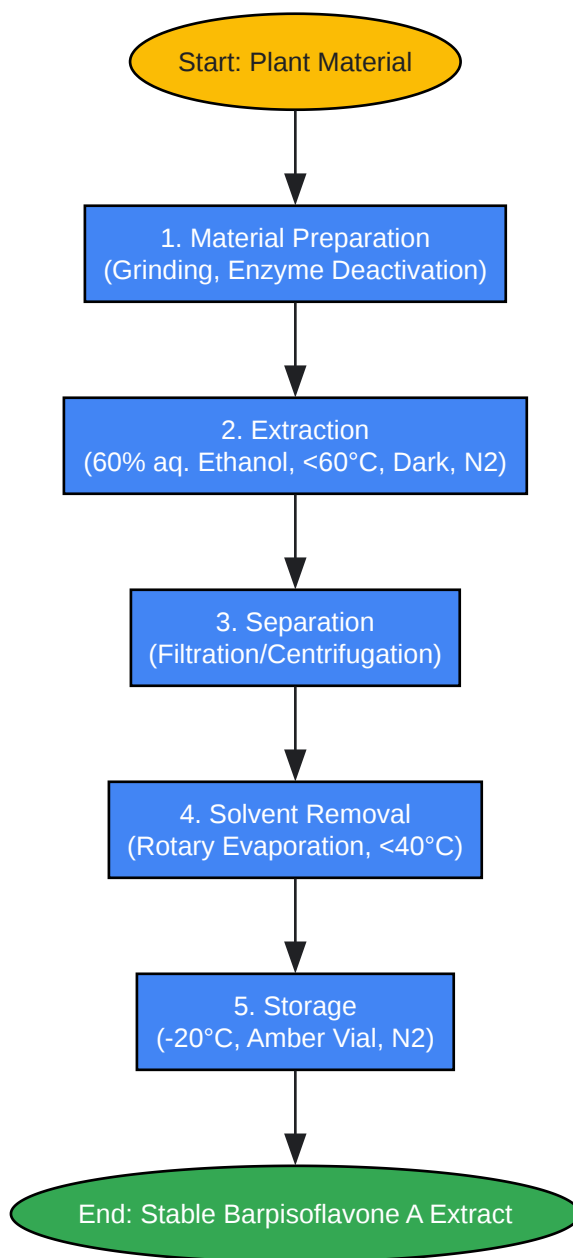 Start: Plant Material
1. Material Preparation
(Grinding, Enzyme Deactivation)
2. Extraction
(60% aq. Ethanol, <60°C, Dark, N2)
3. Separation
(Filtration/Centrifugation)
4. Solvent Removal
(Rotary Evaporation, <40°C)
5. Storage
(-20°C, Amber Vial, N2)
End: Stable Barpisoflavone A Extract